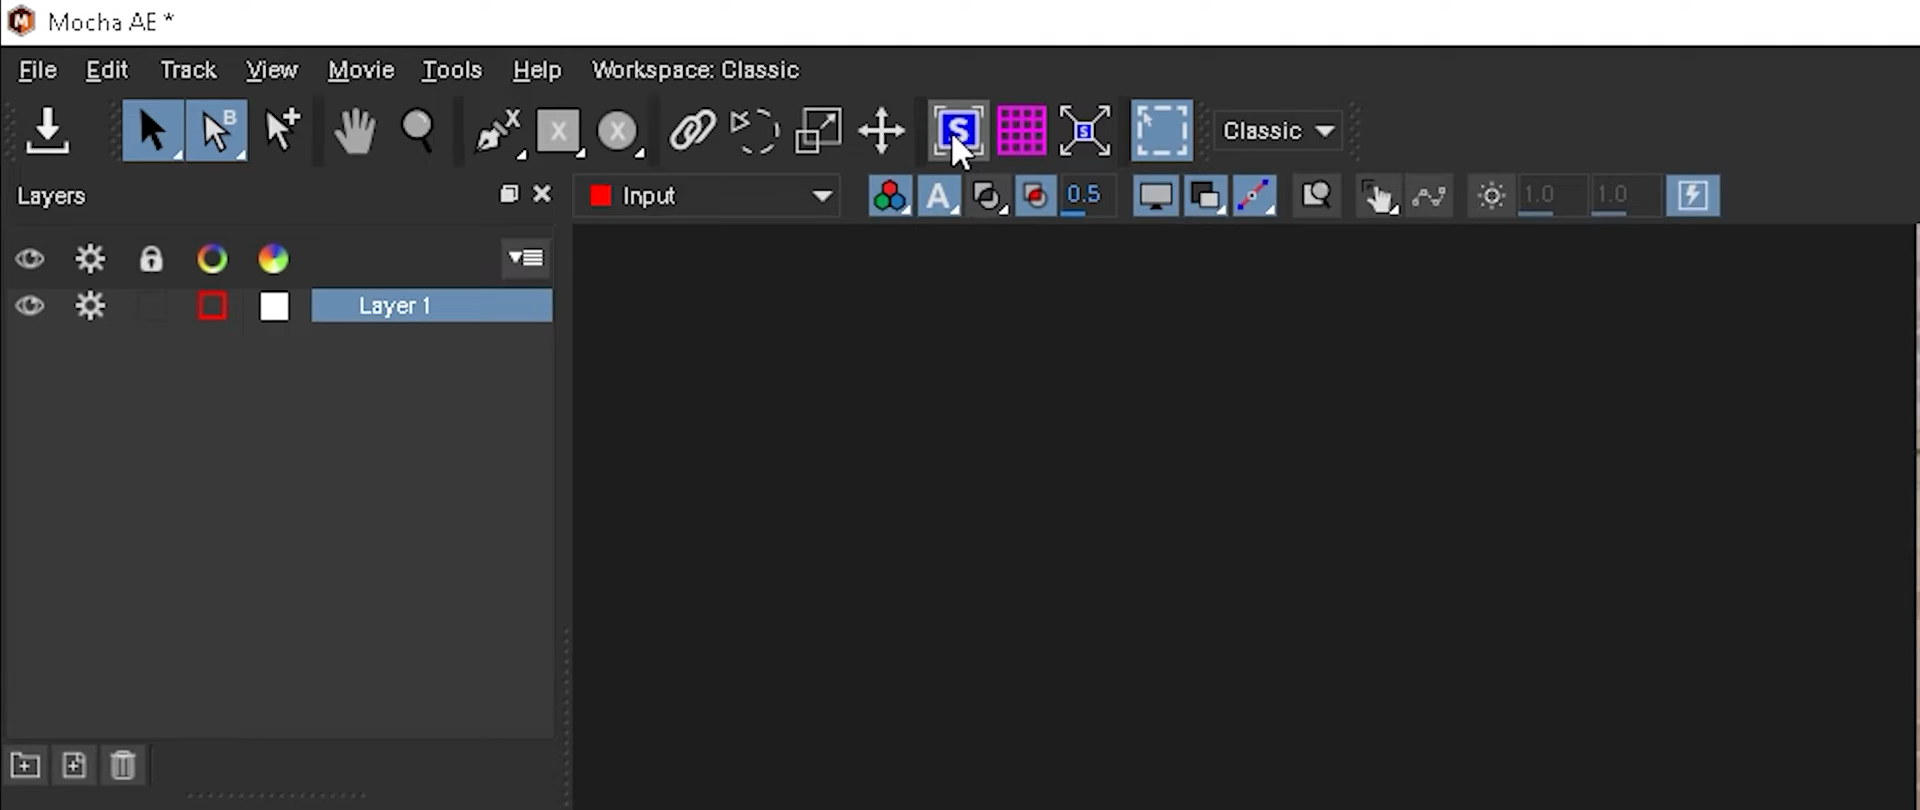 Mocha AE *
File Edit Track View Movie Tools Help Workspace: Classic
B X X X S S Classic
Layers Input A 0.5 1.0 1.0
Layer 1